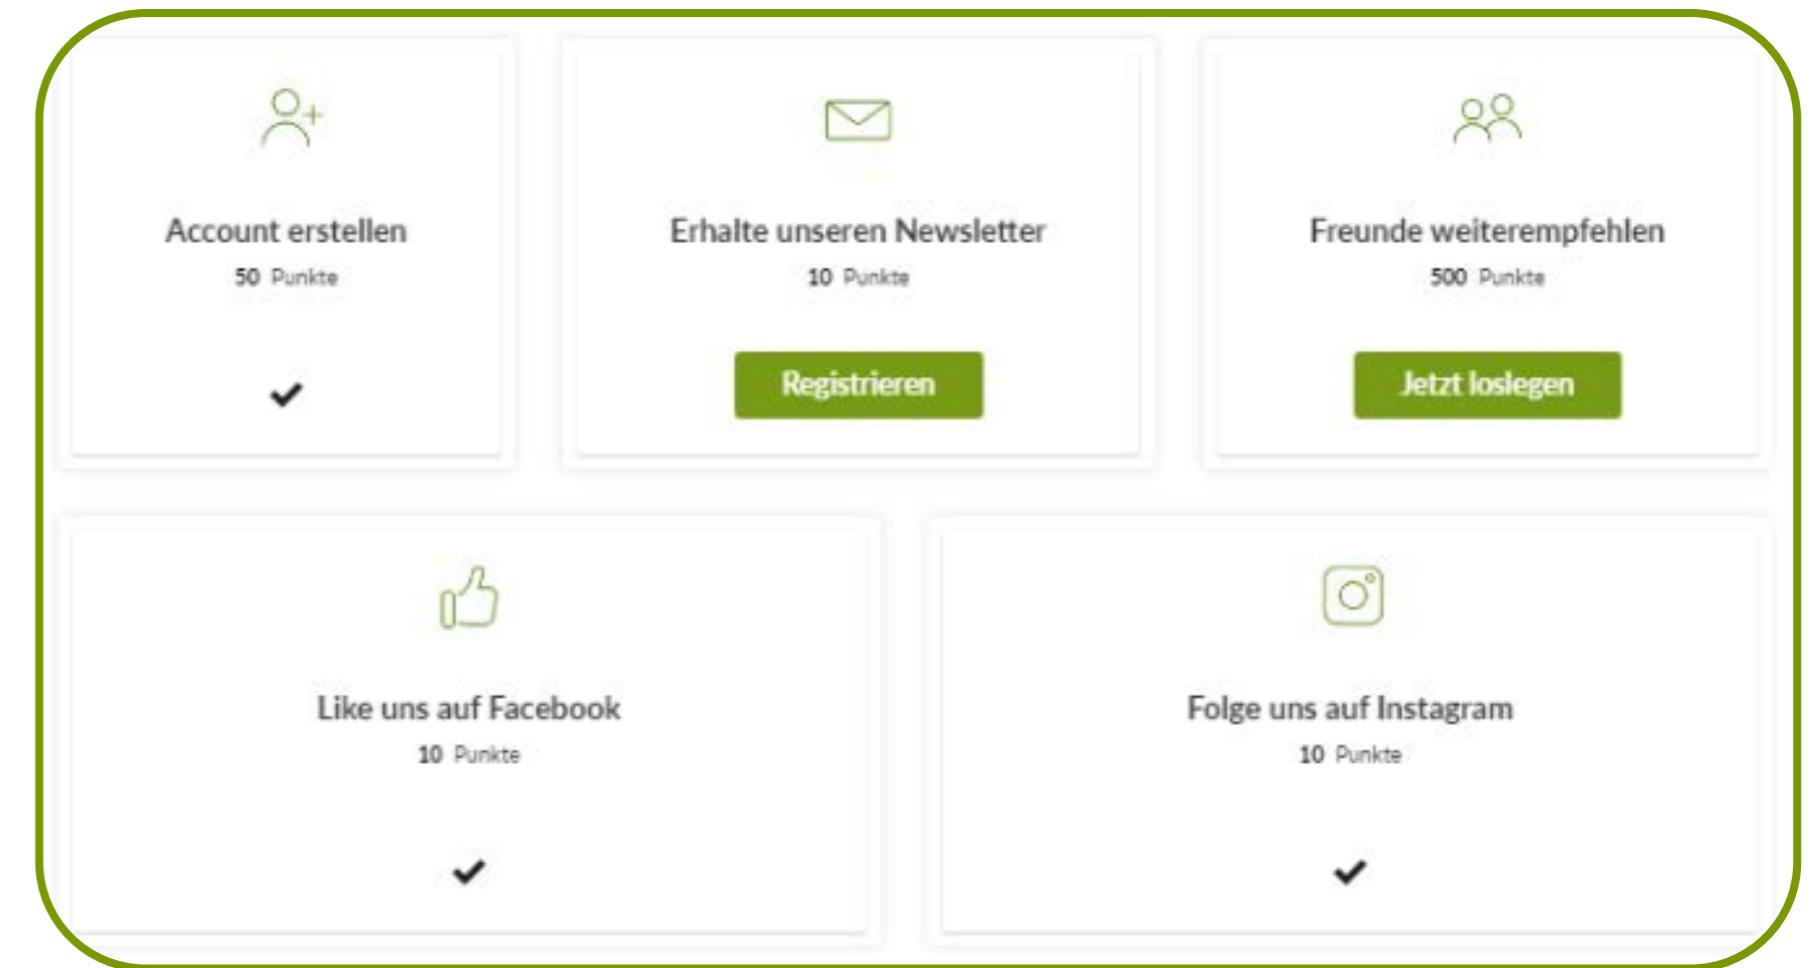 Account erstellen
50 Punkte
Erhalte unseren Newsletter
10 Punkte
Registrieren
Freunde weiterempfehlen
500 Punkte
Jetzt loslegen
Like uns auf Facebook
10 Punkte
Folge uns auf Instagram
10 Punkte